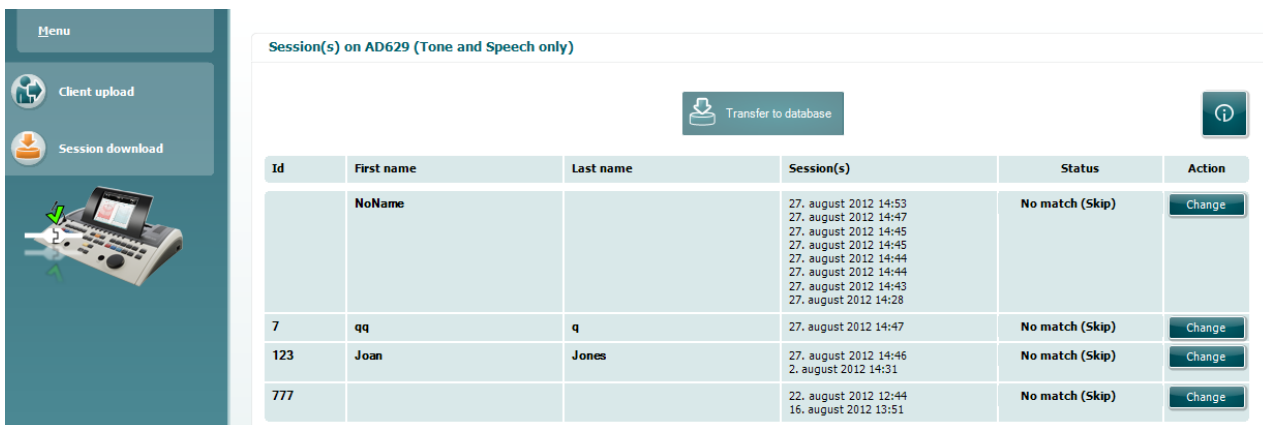 Menu
Client upload
Session download
Session(s) on AD629 (Tone and Speech only)
Transfer to database
Id First name Last name Session(s) Status Action
NoName 27. august 2012 14:53 No match (Skip) Change
27. august 2012 14:47
27. august 2012 14:45
27. august 2012 14:45
27. august 2012 14:44
27. august 2012 14:44
27. august 2012 14:43
27. august 2012 14:28
7 qq q 27. august 2012 14:47 No match (Skip) Change
123 Joan Jones 27. august 2012 14:46 No match (Skip) Change
2. august 2012 14:31
777 22. august 2012 12:44 No match (Skip) Change
16. august 2012 13:51